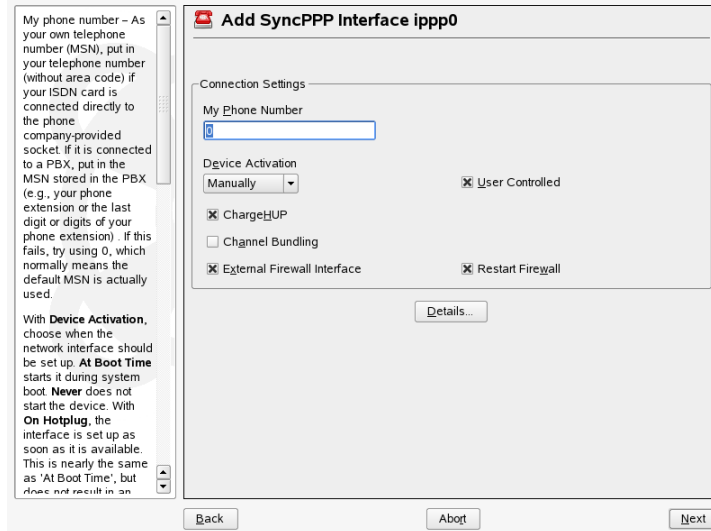 My phone number – As
your own telephone
number (MSN), put in
your telephone number
(without area code) if
your ISDN card is
connected directly to
the phone
company-provided
socket. If it is connected
to a PBX, put in the
MSN stored in the PBX
(e.g., your phone
extension or the last
digit or digits of your
phone extension) . If this
fails, try using 0, which
normally means the
default MSN is actually
used.
With Device Activation,
choose when the
network interface should
be set up. At Boot Time
starts it during system
boot. Never does not
start the device. With
On Hotplug, the
interface is set up as
soon as it is available.
This is nearly the same
as 'At Boot Time', but
does not result in an
Add SyncPPP Interface ippp0
Connection Settings
My Phone Number
0
Device Activation
Manually
User Controlled
ChargeHUP
Channel Bundling
External Firewall Interface
Restart Firewall
Details...
Back
Abort
Next